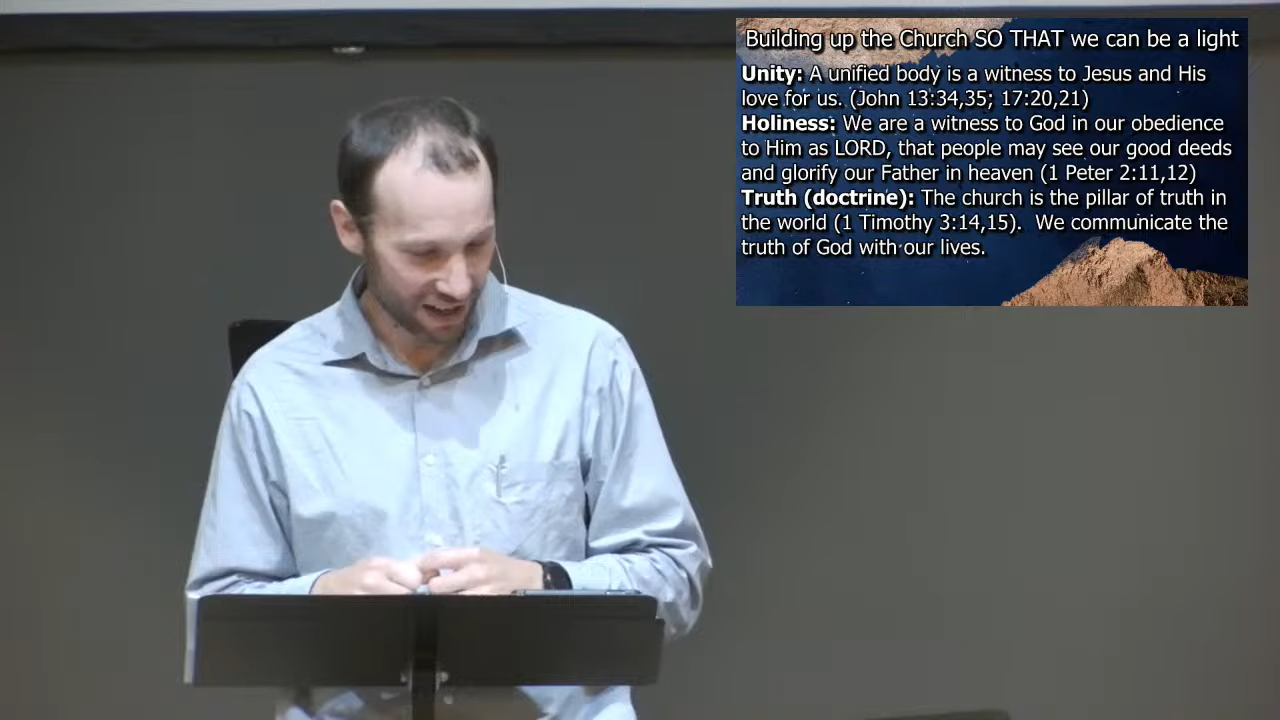 Building up the Church SO THAT we can be a light
Unity: A unified body is a witness to Jesus and His
love for us. (John 13:34,35; 17:20,21)
Holiness: We are a witness to God in our obedience
to Him as LORD, that people may see our good deeds
and glorify our Father in heaven (1 Peter 2:11,12)
Truth (doctrine): The church is the pillar of truth in
the world (1 Timothy 3:14,15).  We communicate the
truth of God with our lives.